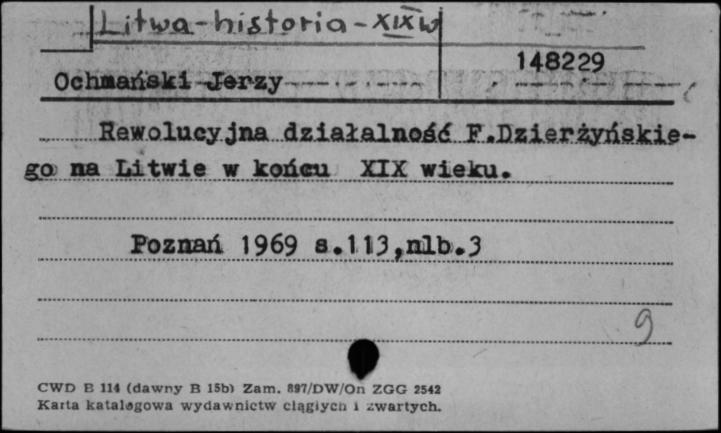 Litwa-historia-XIX w
148229
Ochmański Jerzy
Rewolucyjna działalność F.Dzierżyńskie-
go na Litwie w końcu XIX wieku.
Poznań 1969 s.113,nlb.3
9
CWD B 114 (dawny B 15b) Zam. 897/DW/On ZGG 2542
Karta katalogowa wydawnictw ciągłych i zwartych.